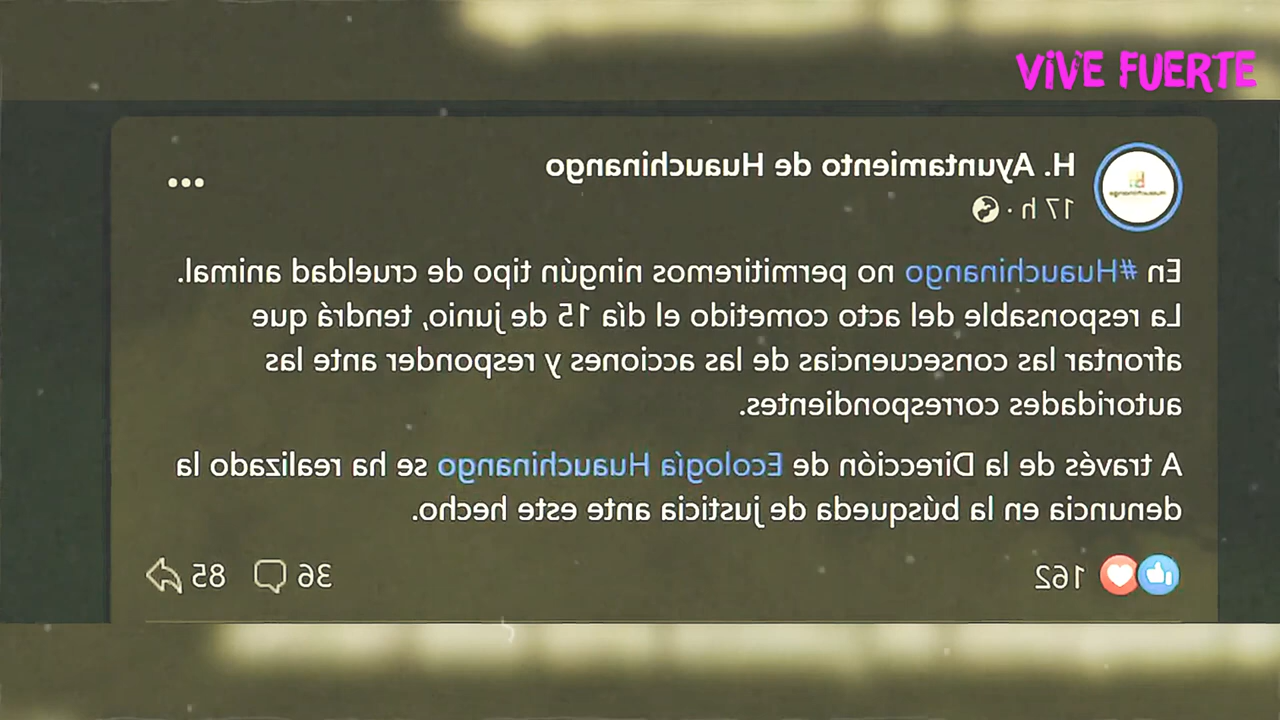 VIVE FUERTE
H. Ayuntamiento de Huauchinango
17 h ·
En #Huauchinango no permitiremos ningún tipo de crueldad animal.
La responsable del acto cometido el día 15 de junio, tendrá que
afrontar las consecuencias de las acciones y responder ante las
autoridades correspondientes.
A través de la Dirección de Ecología Huauchinango se ha realizado la
denuncia en la búsqueda de justicia ante este hecho.
162 36 85